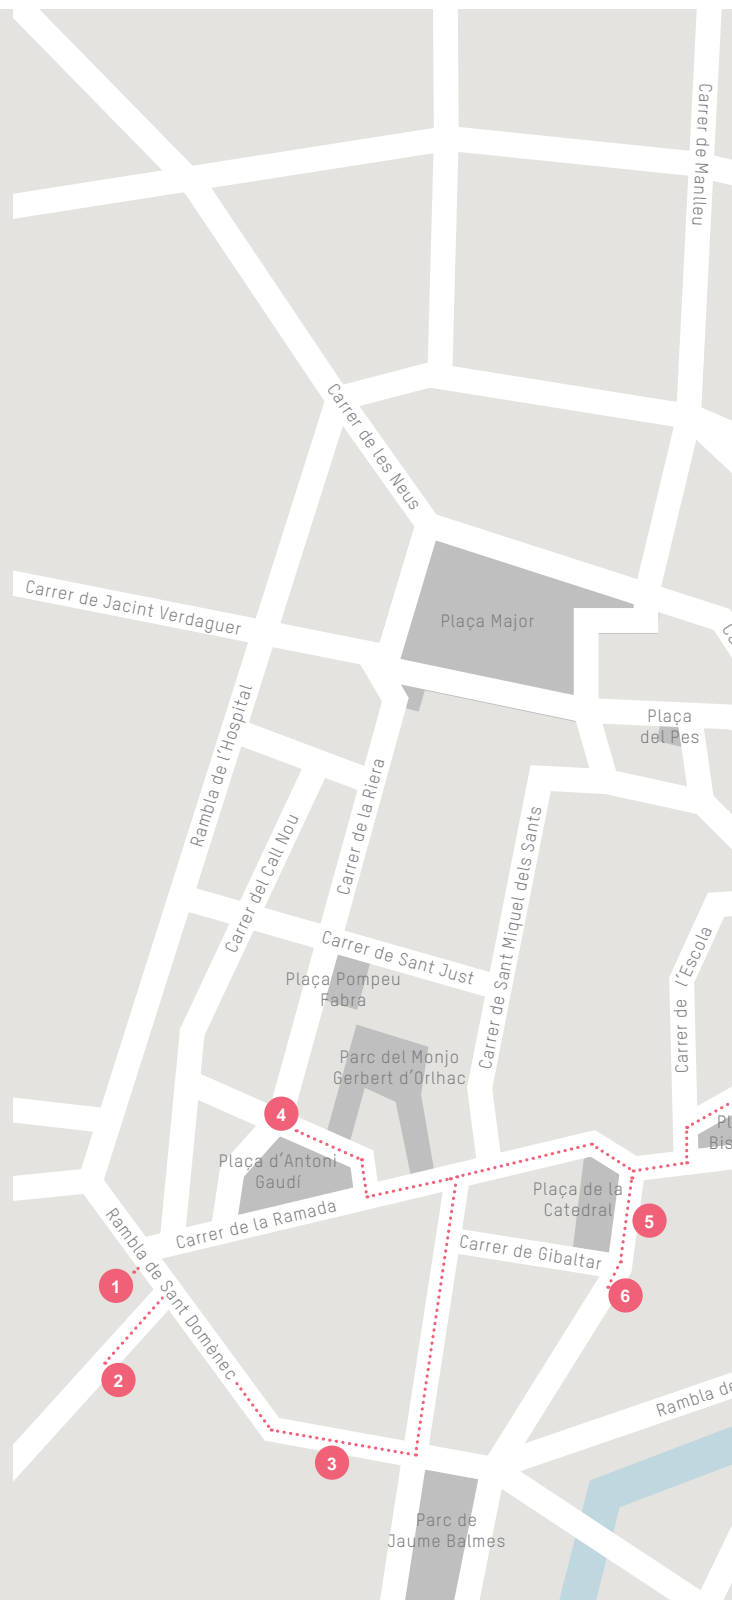 Carrer de Manlleu
Carrer de les Neus
Carrer de Jacint Verdaguer
Plaça Major
Rambla de l'Hospital
Plaça
del Pes
Carrer de la Riera
Carrer del Call Nou
Carrer de Sant Miquel dels Sants
Carrer de Sant Just
Carrer de l'Escola
Plaça Pompeu
Fabra
Parc del Monjo
Gerbert d'Orlhac
4
Pl
Bis
Plaça d'Antoni
Gaudí
Plaça de la
Catedral
Carrer de la Ramada
5
Carrer de Gibaltar
Rambla de Sant Domènec
1
6
2
Rambla de
3
Parc de
Jaume Balmes